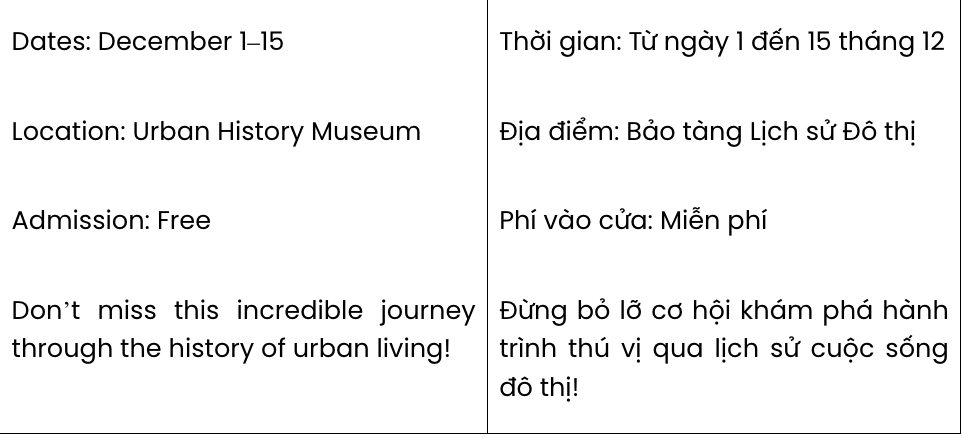 Dates: December 1–15
Location: Urban History Museum
Admission: Free
Don’t miss this incredible journey
through the history of urban living!
Thời gian: Từ ngày 1 đến 15 tháng 12
Địa điểm: Bảo tàng Lịch sử Đô thị
Phí vào cửa: Miễn phí
Đừng bỏ lỡ cơ hội khám phá hành
trình thú vị qua lịch sử cuộc sống
đô thị!